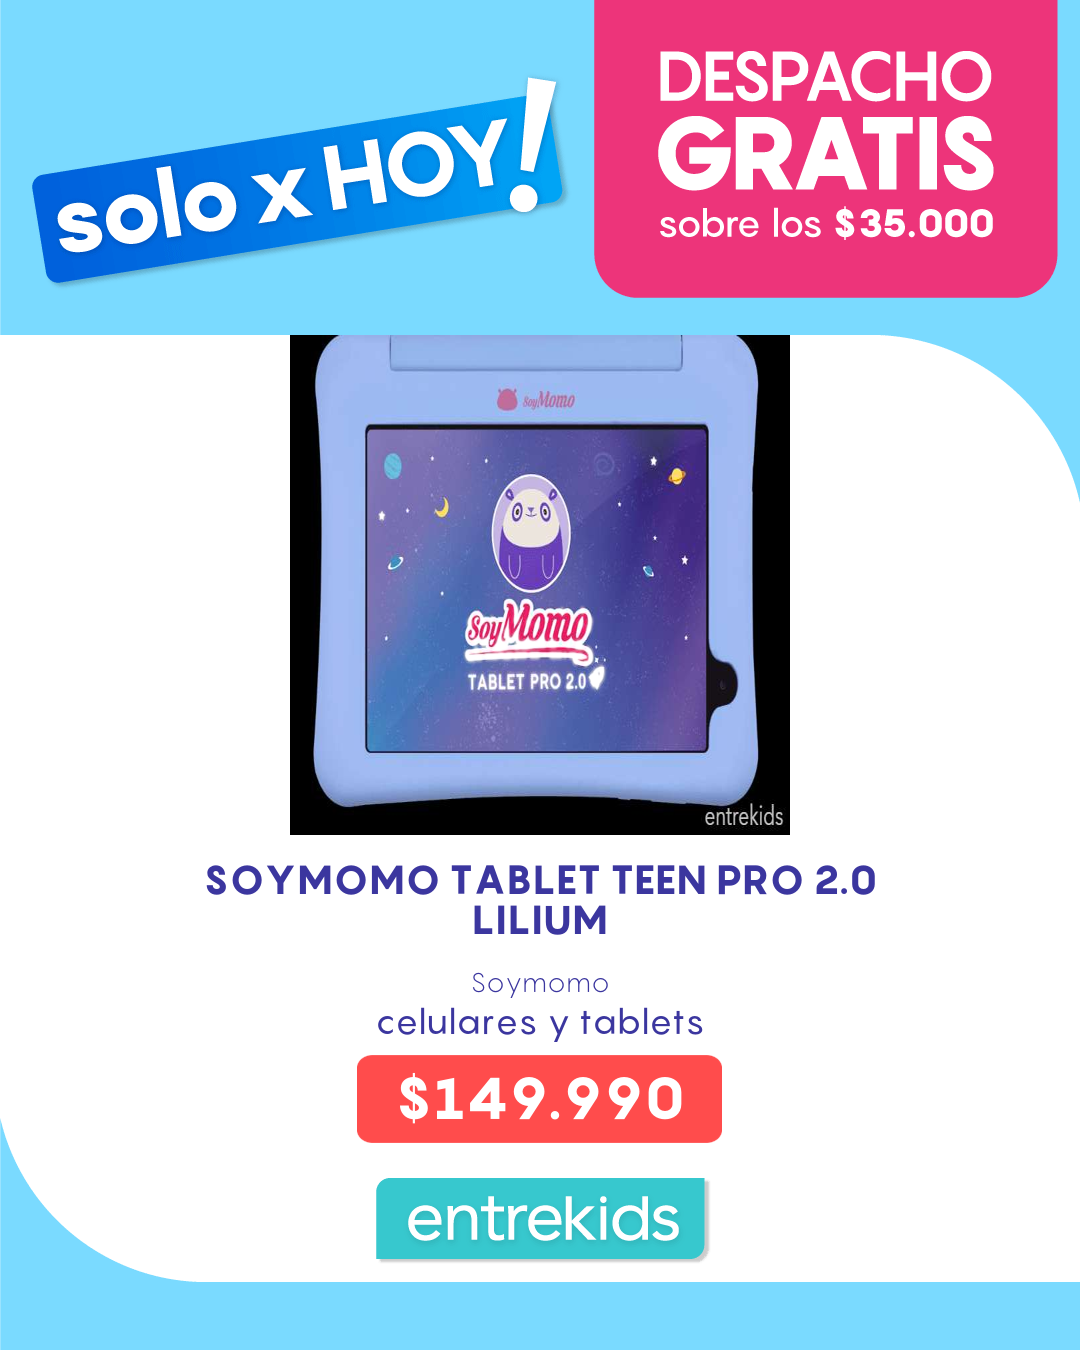 solo x HOY!
DESPACHO
GRATIS
sobre los $35.000
SoyMomo
SoyMomo
TABLET PRO 2.0
entrekids
SOYMOMO TABLET TEEN PRO 2.0
LILIUM
Soymomo
celulares y tablets
$149.990
entrekids